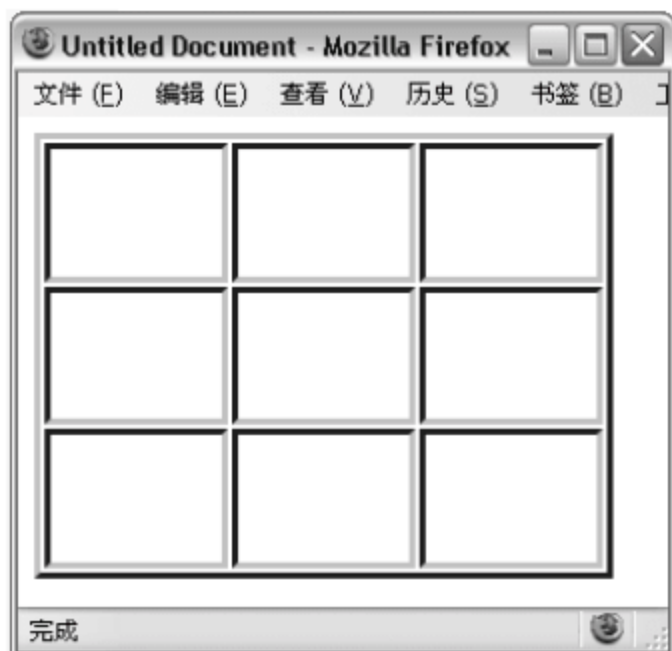 Untitled Document - Mozilla Firefox
文件 (F) 编辑 (E) 查看 (V) 历史 (S) 书签 (B)
完成